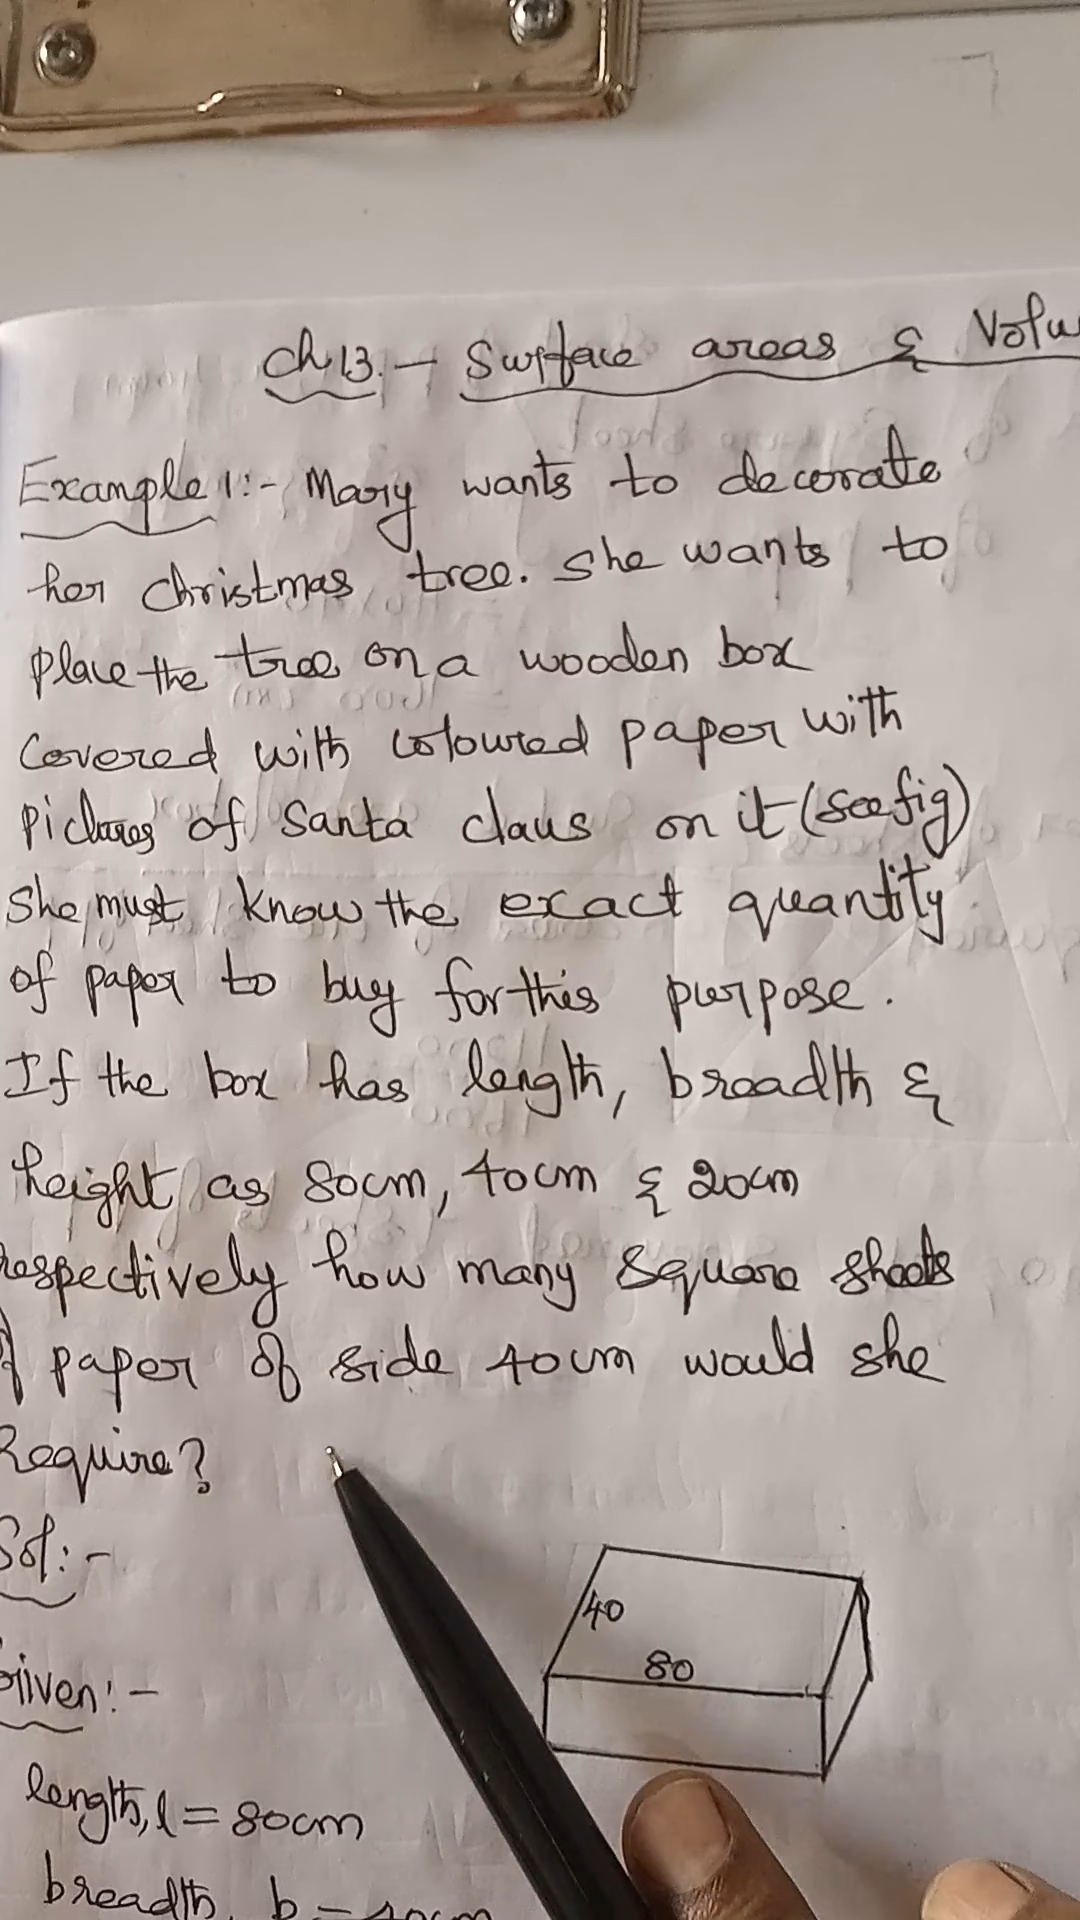 Ch 13. - Surface areas & Volu
Example 1:- Mary wants to decorate
her christmas tree. She wants to
place the tree on a wooden box
covered with coloured paper with
pictures of Santa claus on it (see fig)
She must know the exact quantity
of paper to buy for this purpose.
If the box has length, breadth &
height as 80cm, 40cm & 20cm
respectively how many square sheets
of paper of side 40cm would she
Require?
Sol:-
40
80
Given:-
length, l = 80cm
breadth, b = 40cm